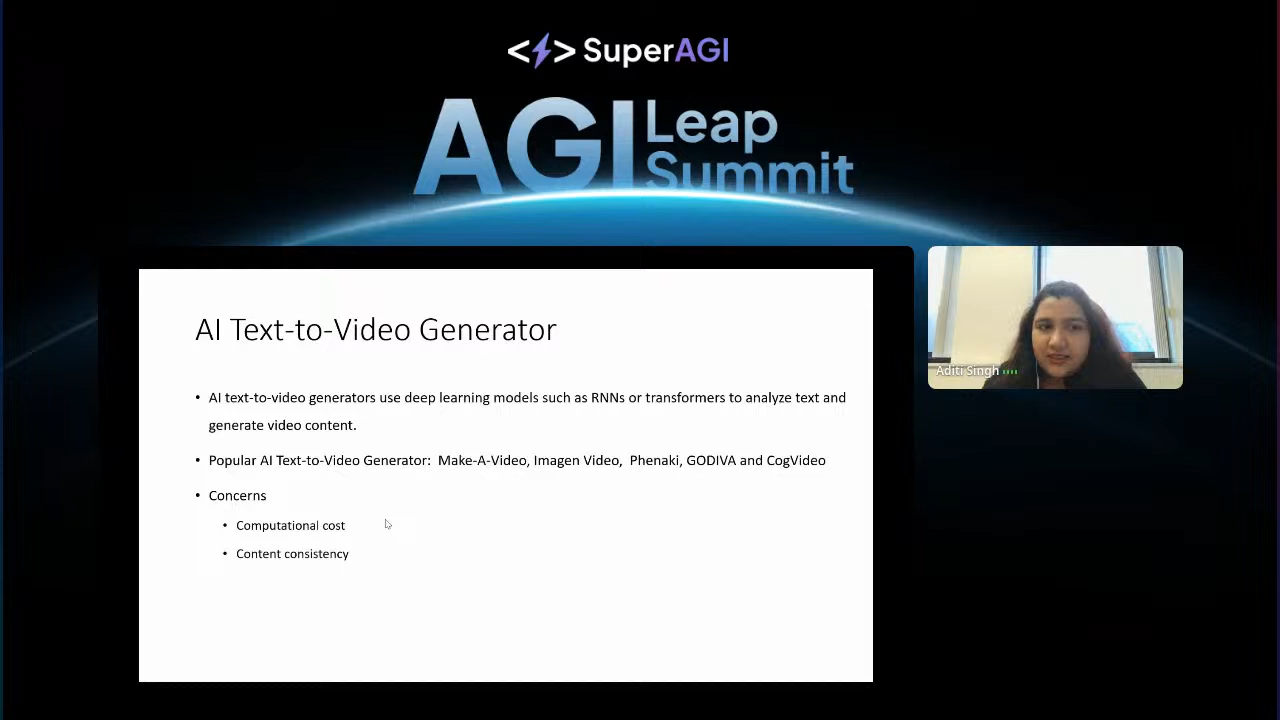 <> SuperAGI
AGI Leap Summit
AI Text-to-Video Generator
• AI text-to-video generators use deep learning models such as RNNs or transformers to analyze text and
generate video content.
• Popular AI Text-to-Video Generator:  Make-A-Video, Imagen Video,  Phenaki, GODIVA and CogVideo
• Concerns
• Computational cost
• Content consistency
Aditi Singh